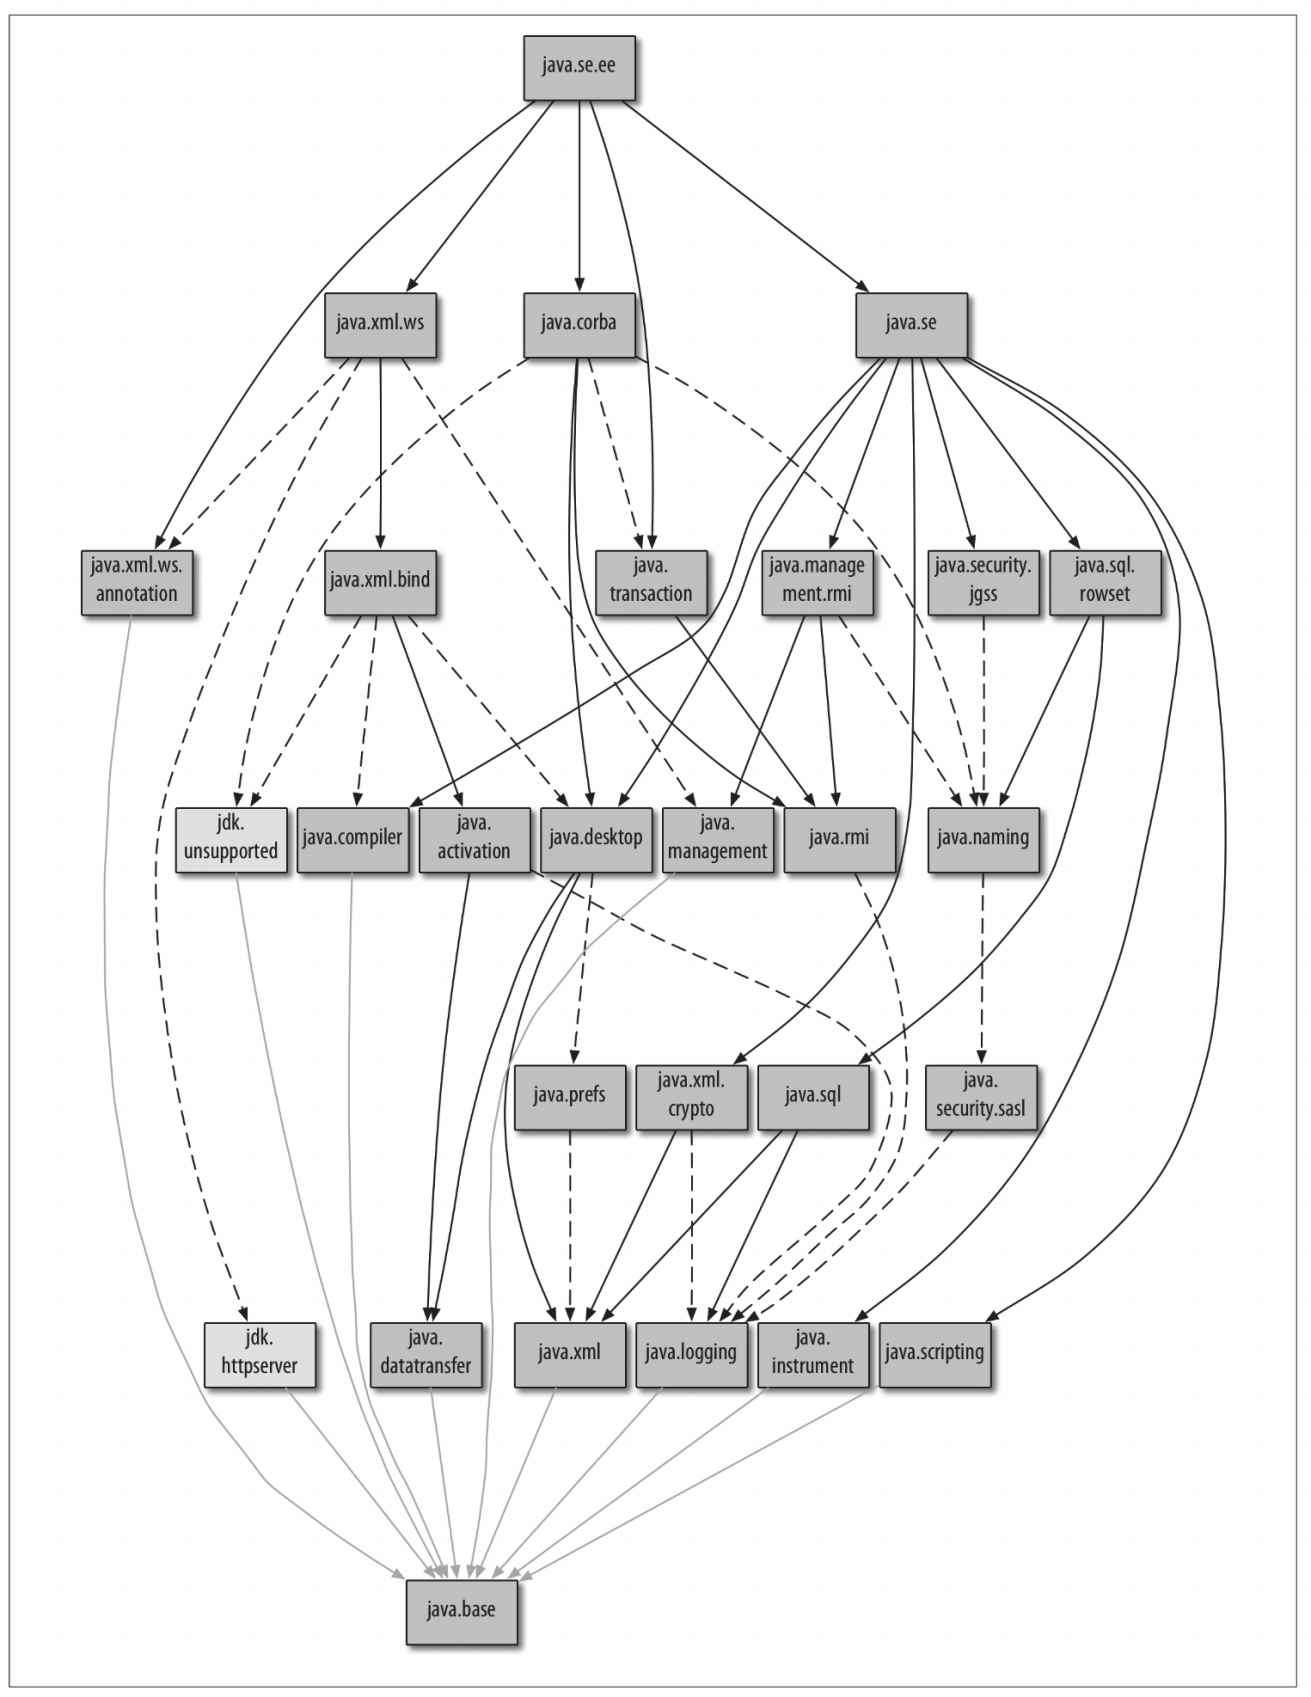 java.se.ee
java.xml.ws
java.corba
java.se
java.xml.ws.
annotation
java.xml.bind
java.
transaction
java.manage
ment.rmi
java.security.
jgss
java.sql.
rowset
jdk.
unsupported
java.compiler
java.
activation
java.desktop
java.
management
java.rmi
java.naming
java.prefs
java.xml.
crypto
java.sql
java.
security.sasl
jdk.
httpserver
java.
datatransfer
java.xml
java.logging
java.
instrument
java.scripting
java.base